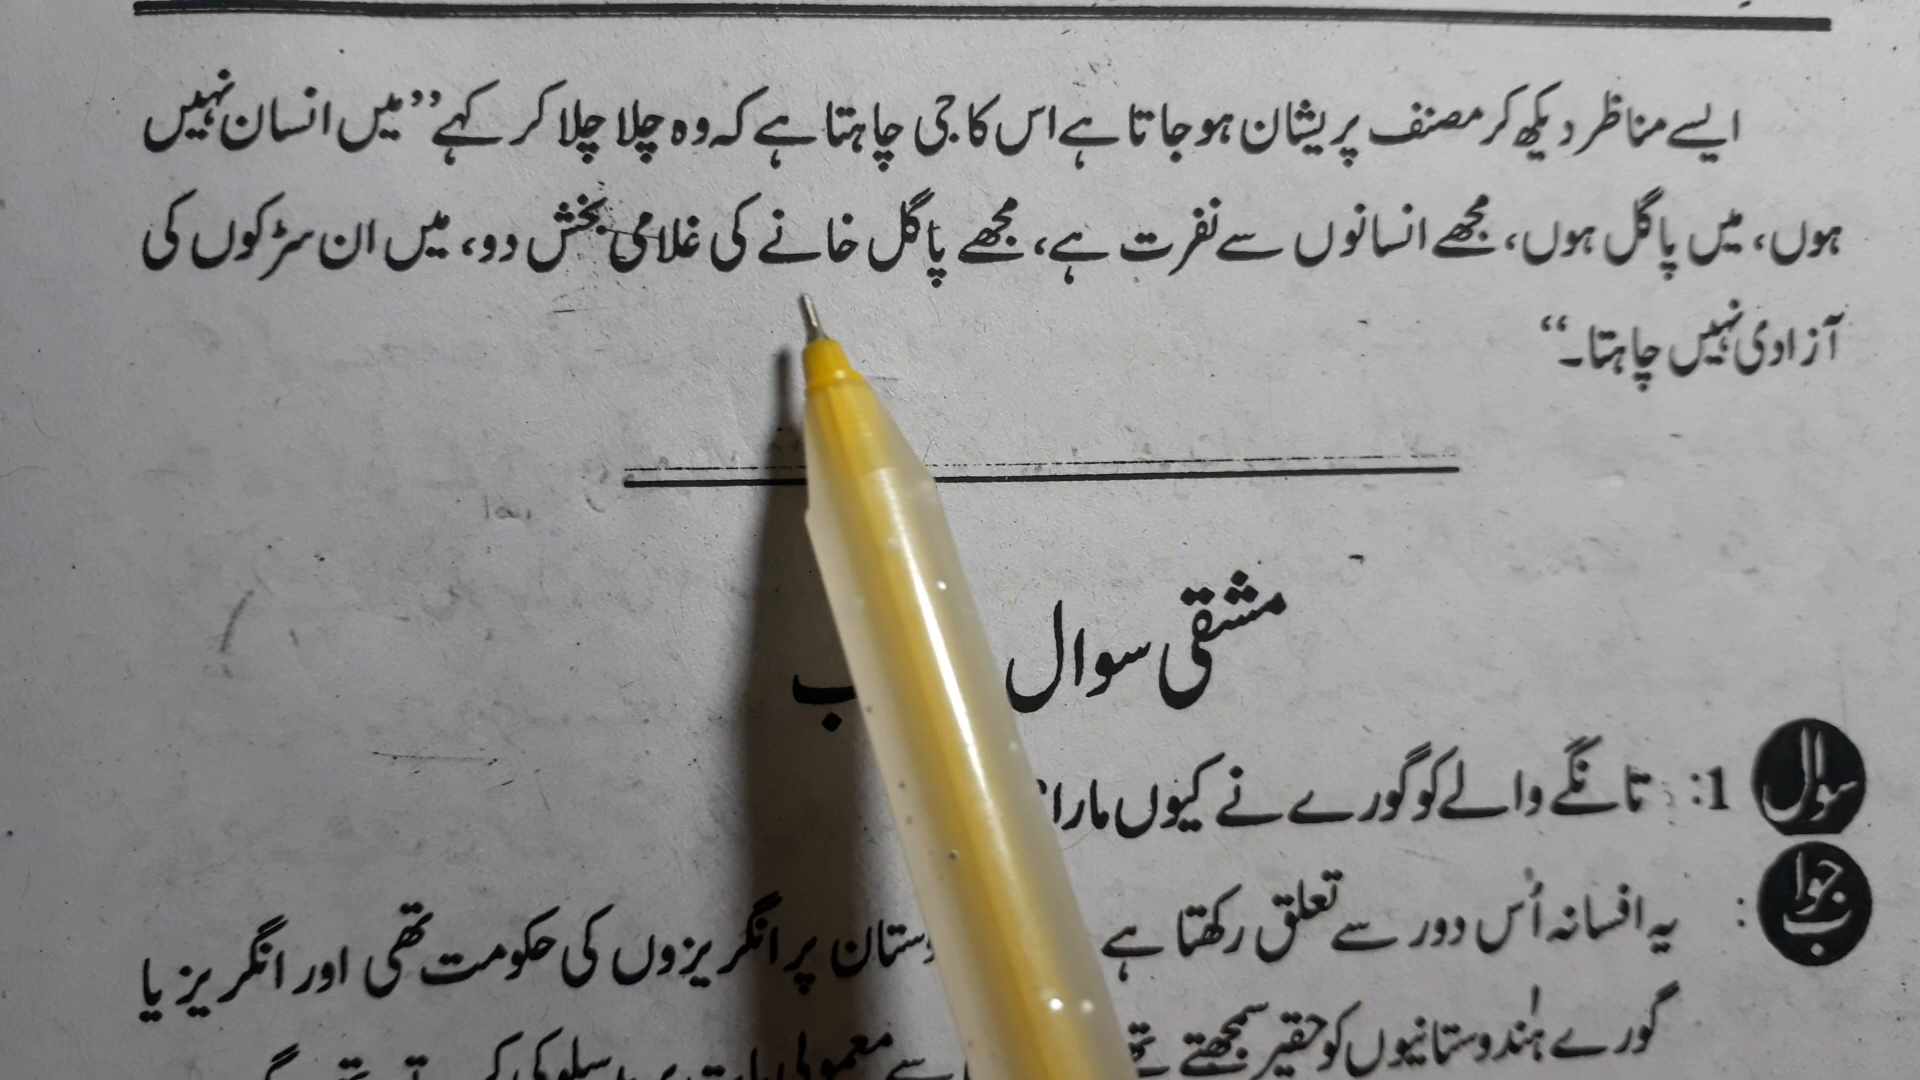 ایسے مناظر دیکھ کر مصنف پریشان ہو جاتا ہے اس کا جی چاہتا ہے کہ وہ چلا چلا کر کہے ’’میں انسان نہیں
ہوں، میں پاگل ہوں، مجھے انسانوں سے نفرت ہے، مجھے پاگل خانے کی غلامی بخش دو، میں ان سڑکوں کی
آزادی نہیں چاہتا۔‘‘
مشقی سوال
سوال 1: تانگے والے کو گورے نے کیوں مارا
جواب : یہ افسانہ اُس دور سے تعلق رکھتا ہے پر انگریزوں کی حکومت تھی اور انگریز یا
گورے ہندوستانیوں کو حقیر سمجھتے سے معمولی بات پر